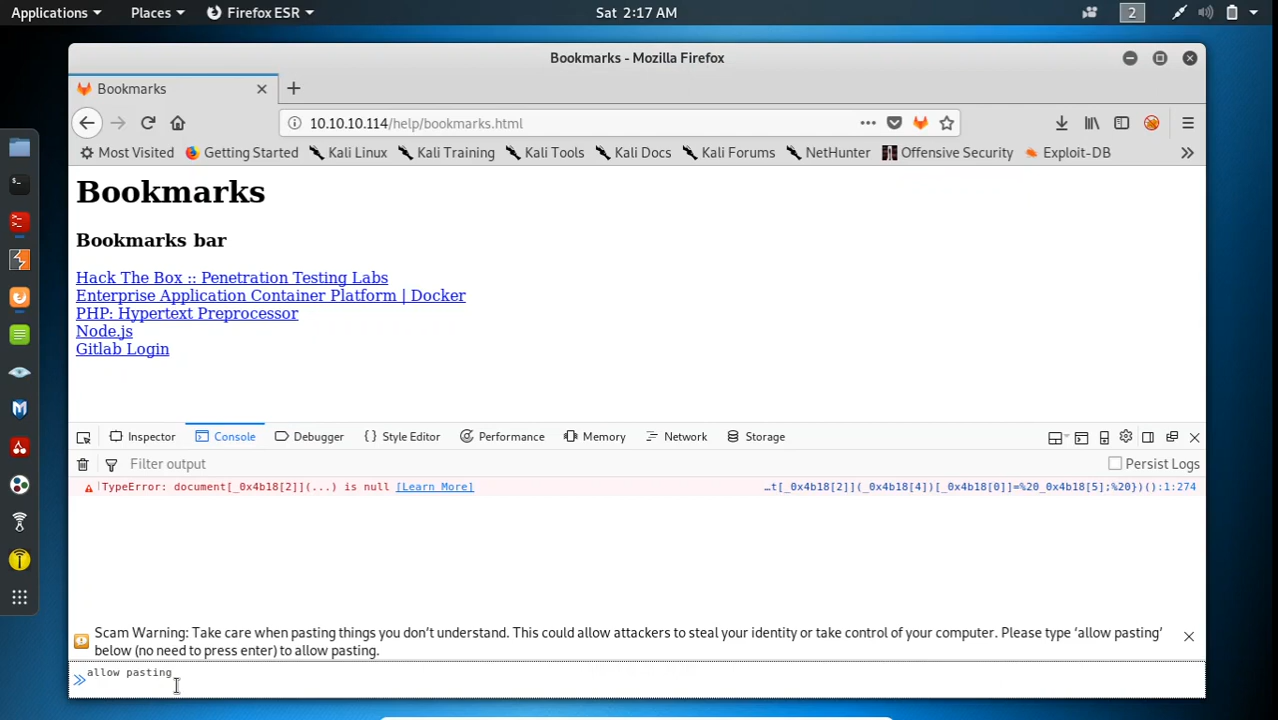 Applications Places Firefox ESR Sat 2:17 AM 2
Bookmarks - Mozilla Firefox
Bookmarks
10.10.10.114/help/bookmarks.html
Most Visited Getting Started Kali Linux Kali Training Kali Tools Kali Docs Kali Forums NetHunter Offensive Security Exploit-DB
Bookmarks
Bookmarks bar
Hack The Box :: Penetration Testing Labs
Enterprise Application Container Platform | Docker
PHP: Hypertext Preprocessor
Node.js
Gitlab Login
Inspector Console Debugger Style Editor Performance Memory Network Storage
Filter output Persist Logs
TypeError: document[_0x4b18[2]](...) is null [Learn More] …t[_0x4b18[2]](_0x4b18[4])[_0x4b18[0]]=%20_0x4b18[5];%20})():1:274
Scam Warning: Take care when pasting things you don’t understand. This could allow attackers to steal your identity or take control of your computer. Please type ‘allow pasting’
below (no need to press enter) to allow pasting.
allow pasting